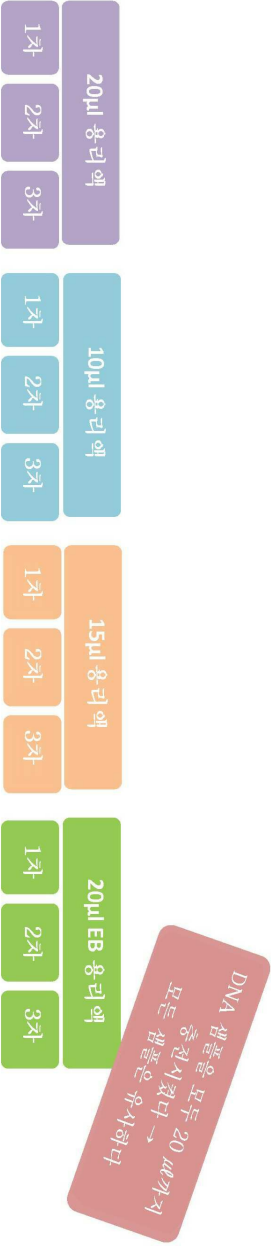 20μl 용리액
1차
2차
3차
10μl 용리액
1차
2차
3차
15μl 용리액
1차
2차
3차
20μl EB 용리액
1차
2차
3차
DNA 샘플을 모두 20 μℓ까지
충전시켰다 →
모든 샘플은 유사하다